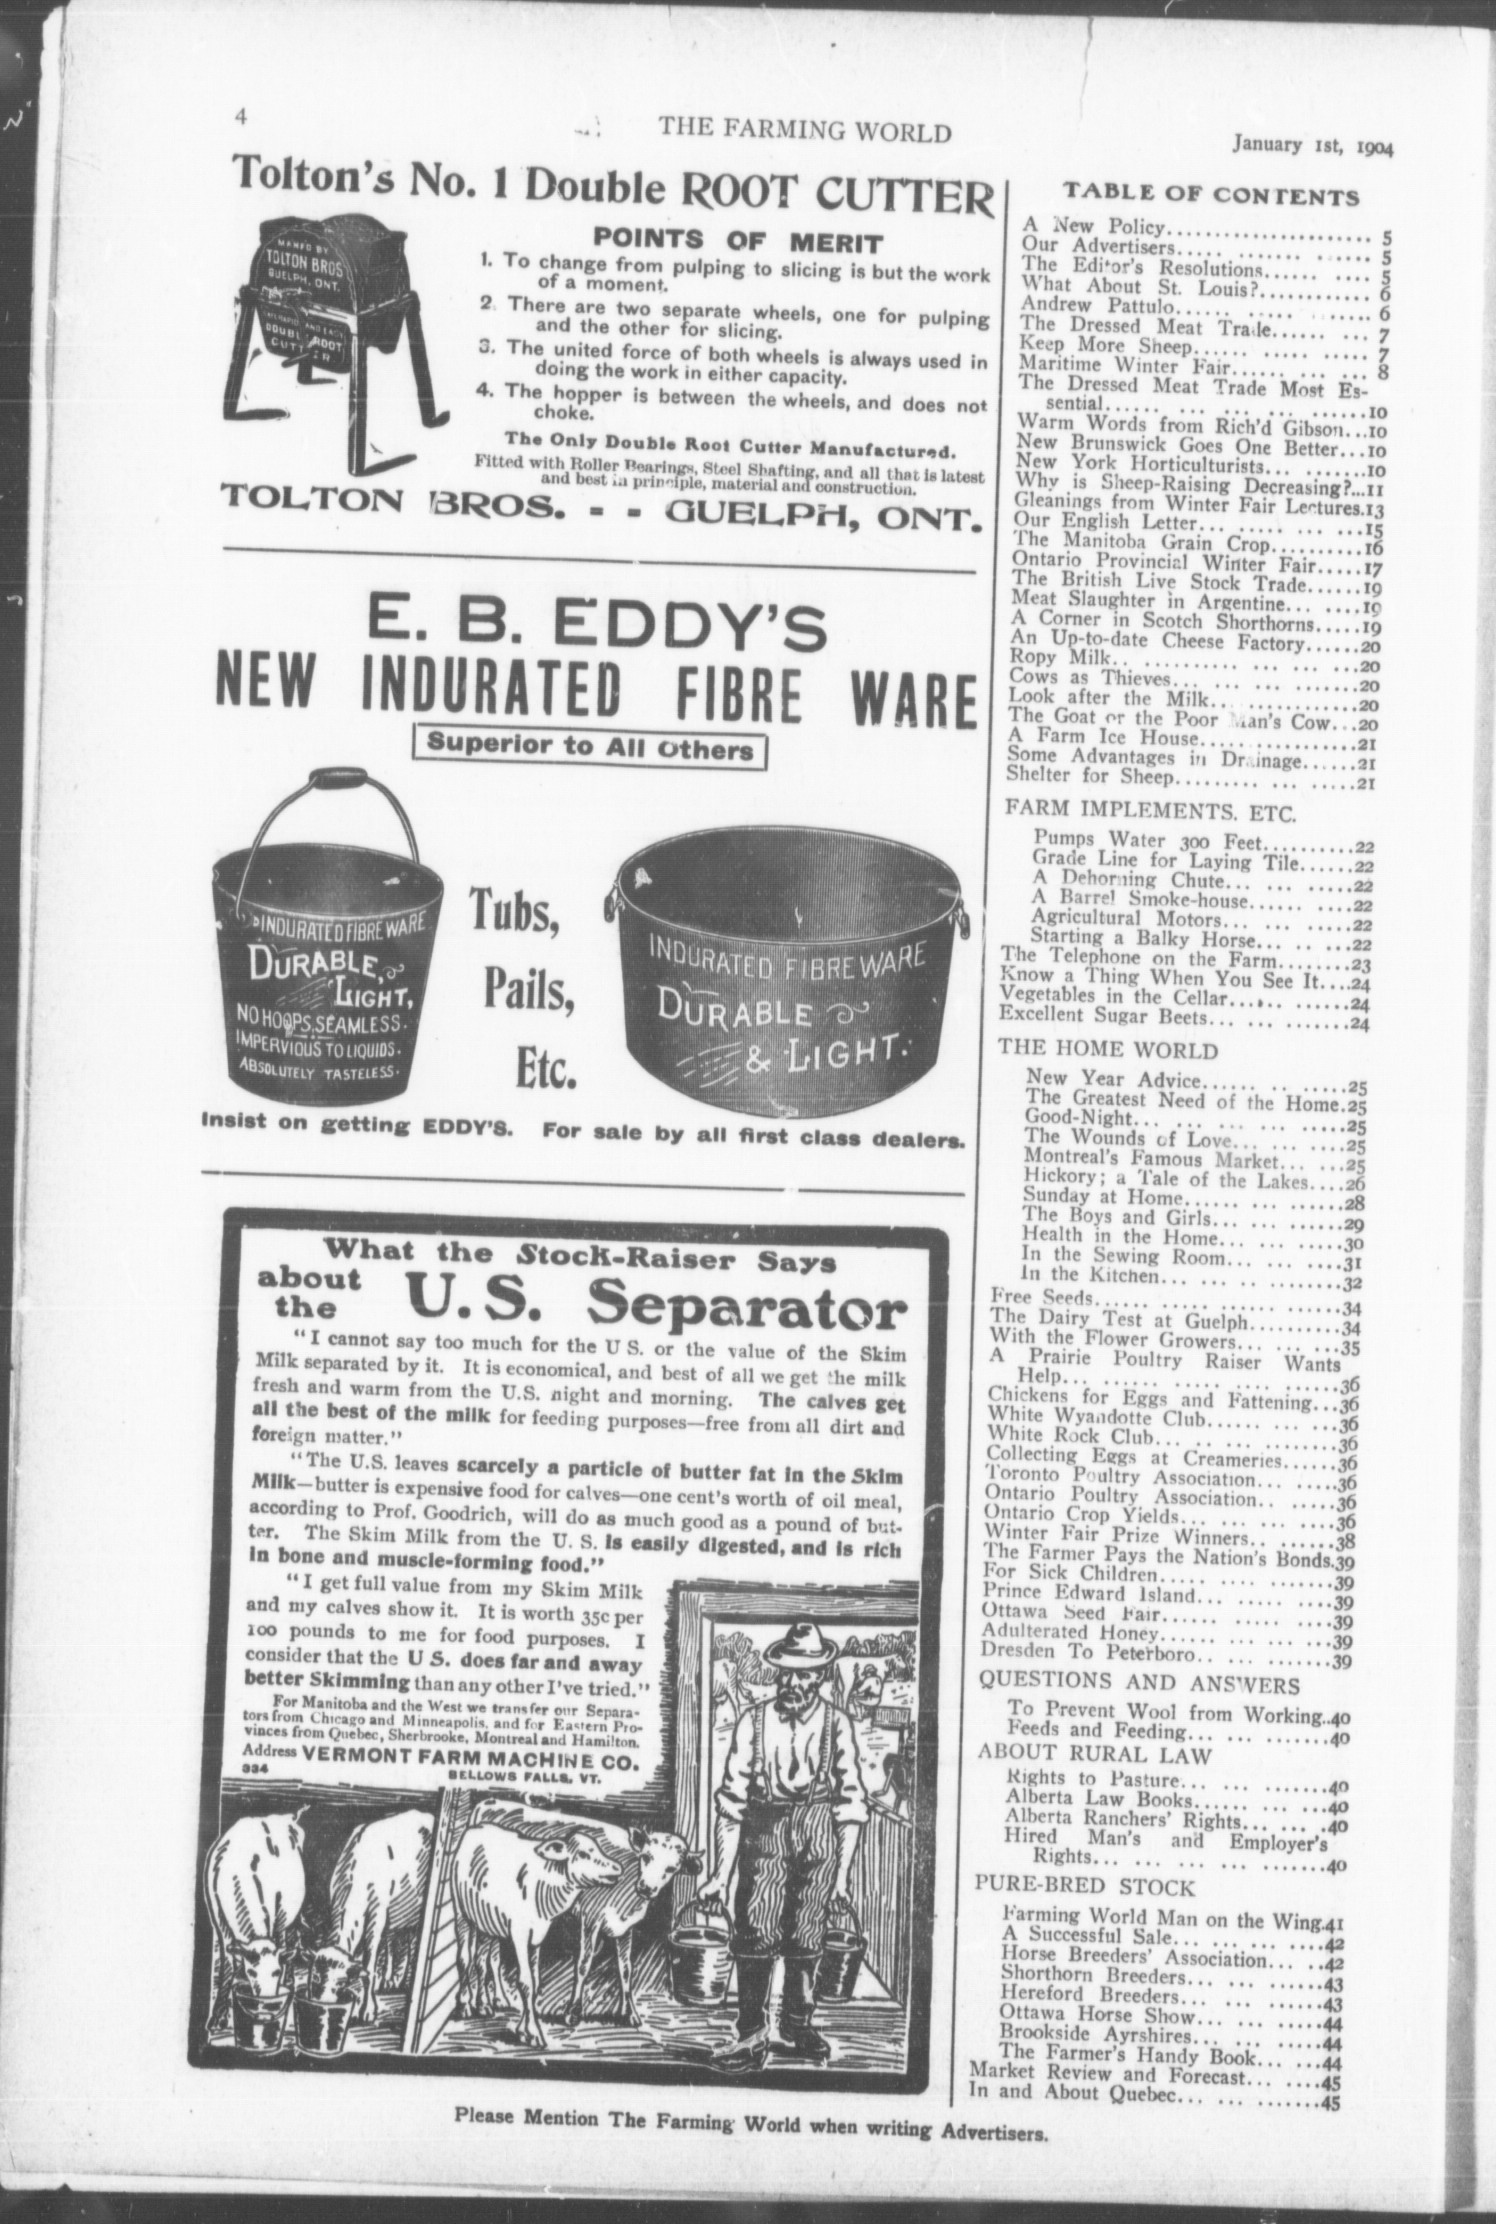 4
THE FARMING WORLD
January 1st, 1904
Tolton's No. 1 Double ROOT CUTTER
MANFD BY
TOLTON BROS
GUELPH, ONT.
DOUBLE ROOT
CUTTER
POINTS OF MERIT
1. To change from pulping to slicing is but the work
of a moment.
2. There are two separate wheels, one for pulping
and the other for slicing.
3. The united force of both wheels is always used in
doing the work in either capacity.
4. The hopper is between the wheels, and does not
choke.
The Only Double Root Cutter Manufactured.
Fitted with Roller Bearings, Steel Shafting, and all that is latest
and best in principle, material and construction.
TOLTON BROS. - - GUELPH, ONT.
E. B. EDDY'S
NEW INDURATED FIBRE WARE
Superior to All Others
INDURATED FIBRE WARE
DURABLE,
LIGHT,
NO HOOPS, SEAMLESS.
IMPERVIOUS TO LIQUIDS.
ABSOLUTELY TASTELESS.
Tubs,
Pails,
Etc.
INDURATED FIBRE WARE
DURABLE
& LIGHT.
Insist on getting EDDY'S. For sale by all first class dealers.
What the Stock-Raiser Says
about
the
U.S. Separator
"I cannot say too much for the U S. or the value of the Skim
Milk separated by it. It is economical, and best of all we get the milk
fresh and warm from the U.S. night and morning. The calves get
all the best of the milk for feeding purposes—free from all dirt and
foreign matter."
"The U.S. leaves scarcely a particle of butter fat in the Skim
Milk—butter is expensive food for calves—one cent's worth of oil meal,
according to Prof. Goodrich, will do as much good as a pound of but-
ter. The Skim Milk from the U. S. is easily digested, and is rich
in bone and muscle-forming food."
"I get full value from my Skim Milk
and my calves show it. It is worth 35c per
100 pounds to me for food purposes. I
consider that the U S. does far and away
better Skimming than any other I've tried."
For Manitoba and the West we transfer our Separa-
tors from Chicago and Minneapolis, and for Eastern Pro-
vinces from Quebec, Sherbrooke, Montreal and Hamilton.
Address VERMONT FARM MACHINE CO.
334 BELLOWS FALLS, VT.
TABLE OF CONTENTS
A New Policy...................... 5
Our Advertisers..... ....... ...... 5
The Editor's Resolutions...... .... 5
What About St. Louis?............ 6
Andrew Pattulo...... ..... ....... 6
The Dressed Meat Trade...... ... 7
Keep More Sheep...... ..... ..... 7
Maritime Winter Fair...... ... ... 8
The Dressed Meat Trade Most Es-
sential...... ... ... ... ......10
Warm Words from Rich'd Gibson...10
New Brunswick Goes One Better...10
New York Horticulturists... .......10
Why is Sheep-Raising Decreasing?...11
Gleanings from Winter Fair Lectures.13
Our English Letter... ..... ... ...15
The Manitoba Grain Crop..........16
Ontario Provincial Winter Fair.....17
The British Live Stock Trade......19
Meat Slaughter in Argentine... ....19
A Corner in Scotch Shorthorns.....19
An Up-to-date Cheese Factory......20
Ropy Milk.. .......... ... ... ...20
Cows as Thieves... ... ... .......20
Look after the Milk... ............20
The Goat or the Poor Man's Cow...20
A Farm Ice House.... ............21
Some Advantages in Drainage......21
Shelter for Sheep......... ... .....21
FARM IMPLEMENTS. ETC.
Pumps Water 300 Feet..........22
Grade Line for Laying Tile......22
A Dehorning Chute... ... .....22
A Barrel Smoke-house...... ....22
Agricultural Motors... ... .....22
Starting a Balky Horse... .. ...22
The Telephone on the Farm........23
Know a Thing When You See It....24
Vegetables in the Cellar...... ......24
Excellent Sugar Beets... ... .......24
THE HOME WORLD
New Year Advice...... .. .....25
The Greatest Need of the Home.25
Good-Night... ... ... ... .....25
The Wounds of Love... ... ....25
Montreal's Famous Market... ...25
Hickory; a Tale of the Lakes....26
Sunday at Home...... ... ......28
The Boys and Girls... ... ......29
Health in the Home... ... .....30
In the Sewing Room... ... ....31
In the Kitchen... ... .. ........32
Free Seeds...... ..... ...... ......34
The Dairy Test at Guelph..........34
With the Flower Growers... ... ...35
A Prairie Poultry Raiser Wants
Help... ...... ..... .... ......36
Chickens for Eggs and Fattening...36
White Wyandotte Club...... ... ...36
White Rock Club... .. ... ........36
Collecting Eggs at Creameries......36
Toronto Poultry Association... .....36
Ontario Poultry Association.. ......36
Ontario Crop Yields... ... ... ....36
Winter Fair Prize Winners.. ......38
The Farmer Pays the Nation's Bonds.39
For Sick Children..... .... .......39
Prince Edward Island... ..... ....39
Ottawa Seed Fair...... ..... ....39
Adulterated Honey...... ... ... ...39
Dresden To Peterboro.. ... .......39
QUESTIONS AND ANSWERS
To Prevent Wool from Working..40
Feeds and Feeding... ... .......40
ABOUT RURAL LAW
Rights to Pasture... ... .......40
Alberta Law Books...... ... ...40
Alberta Ranchers' Rights... ... .40
Hired Man's and Employer's
Rights... ... ... ... .......40
PURE-BRED STOCK
Farming World Man on the Wing.41
A Successful Sale... ... ... ....42
Horse Breeders' Association... ..42
Shorthorn Breeders... ... ......43
Hereford Breeders... ... ......43
Ottawa Horse Show... ... .....44
Brookside Ayrshires... ... .....44
The Farmer's Handy Book... ...44
Market Review and Forecast... ....45
In and About Quebec... ... .......45
Please Mention The Farming World when writing Advertisers.